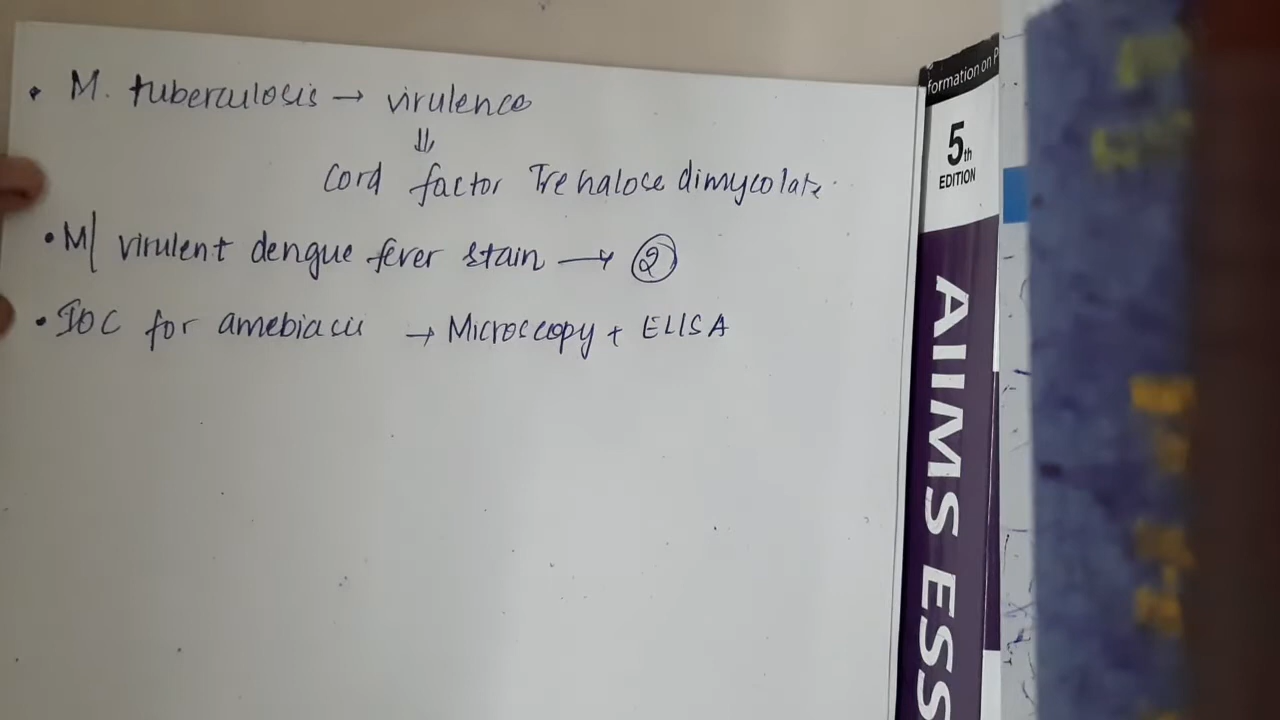 • M. tuberculosis → virulence
⇓
Cord factor Trehalose dimycolate.
• M/ virulent dengue fever stain → ②
• IOC for amebiasis → Microscopy + ELISA
formation on P
5th
EDITION
AIIMS ESS